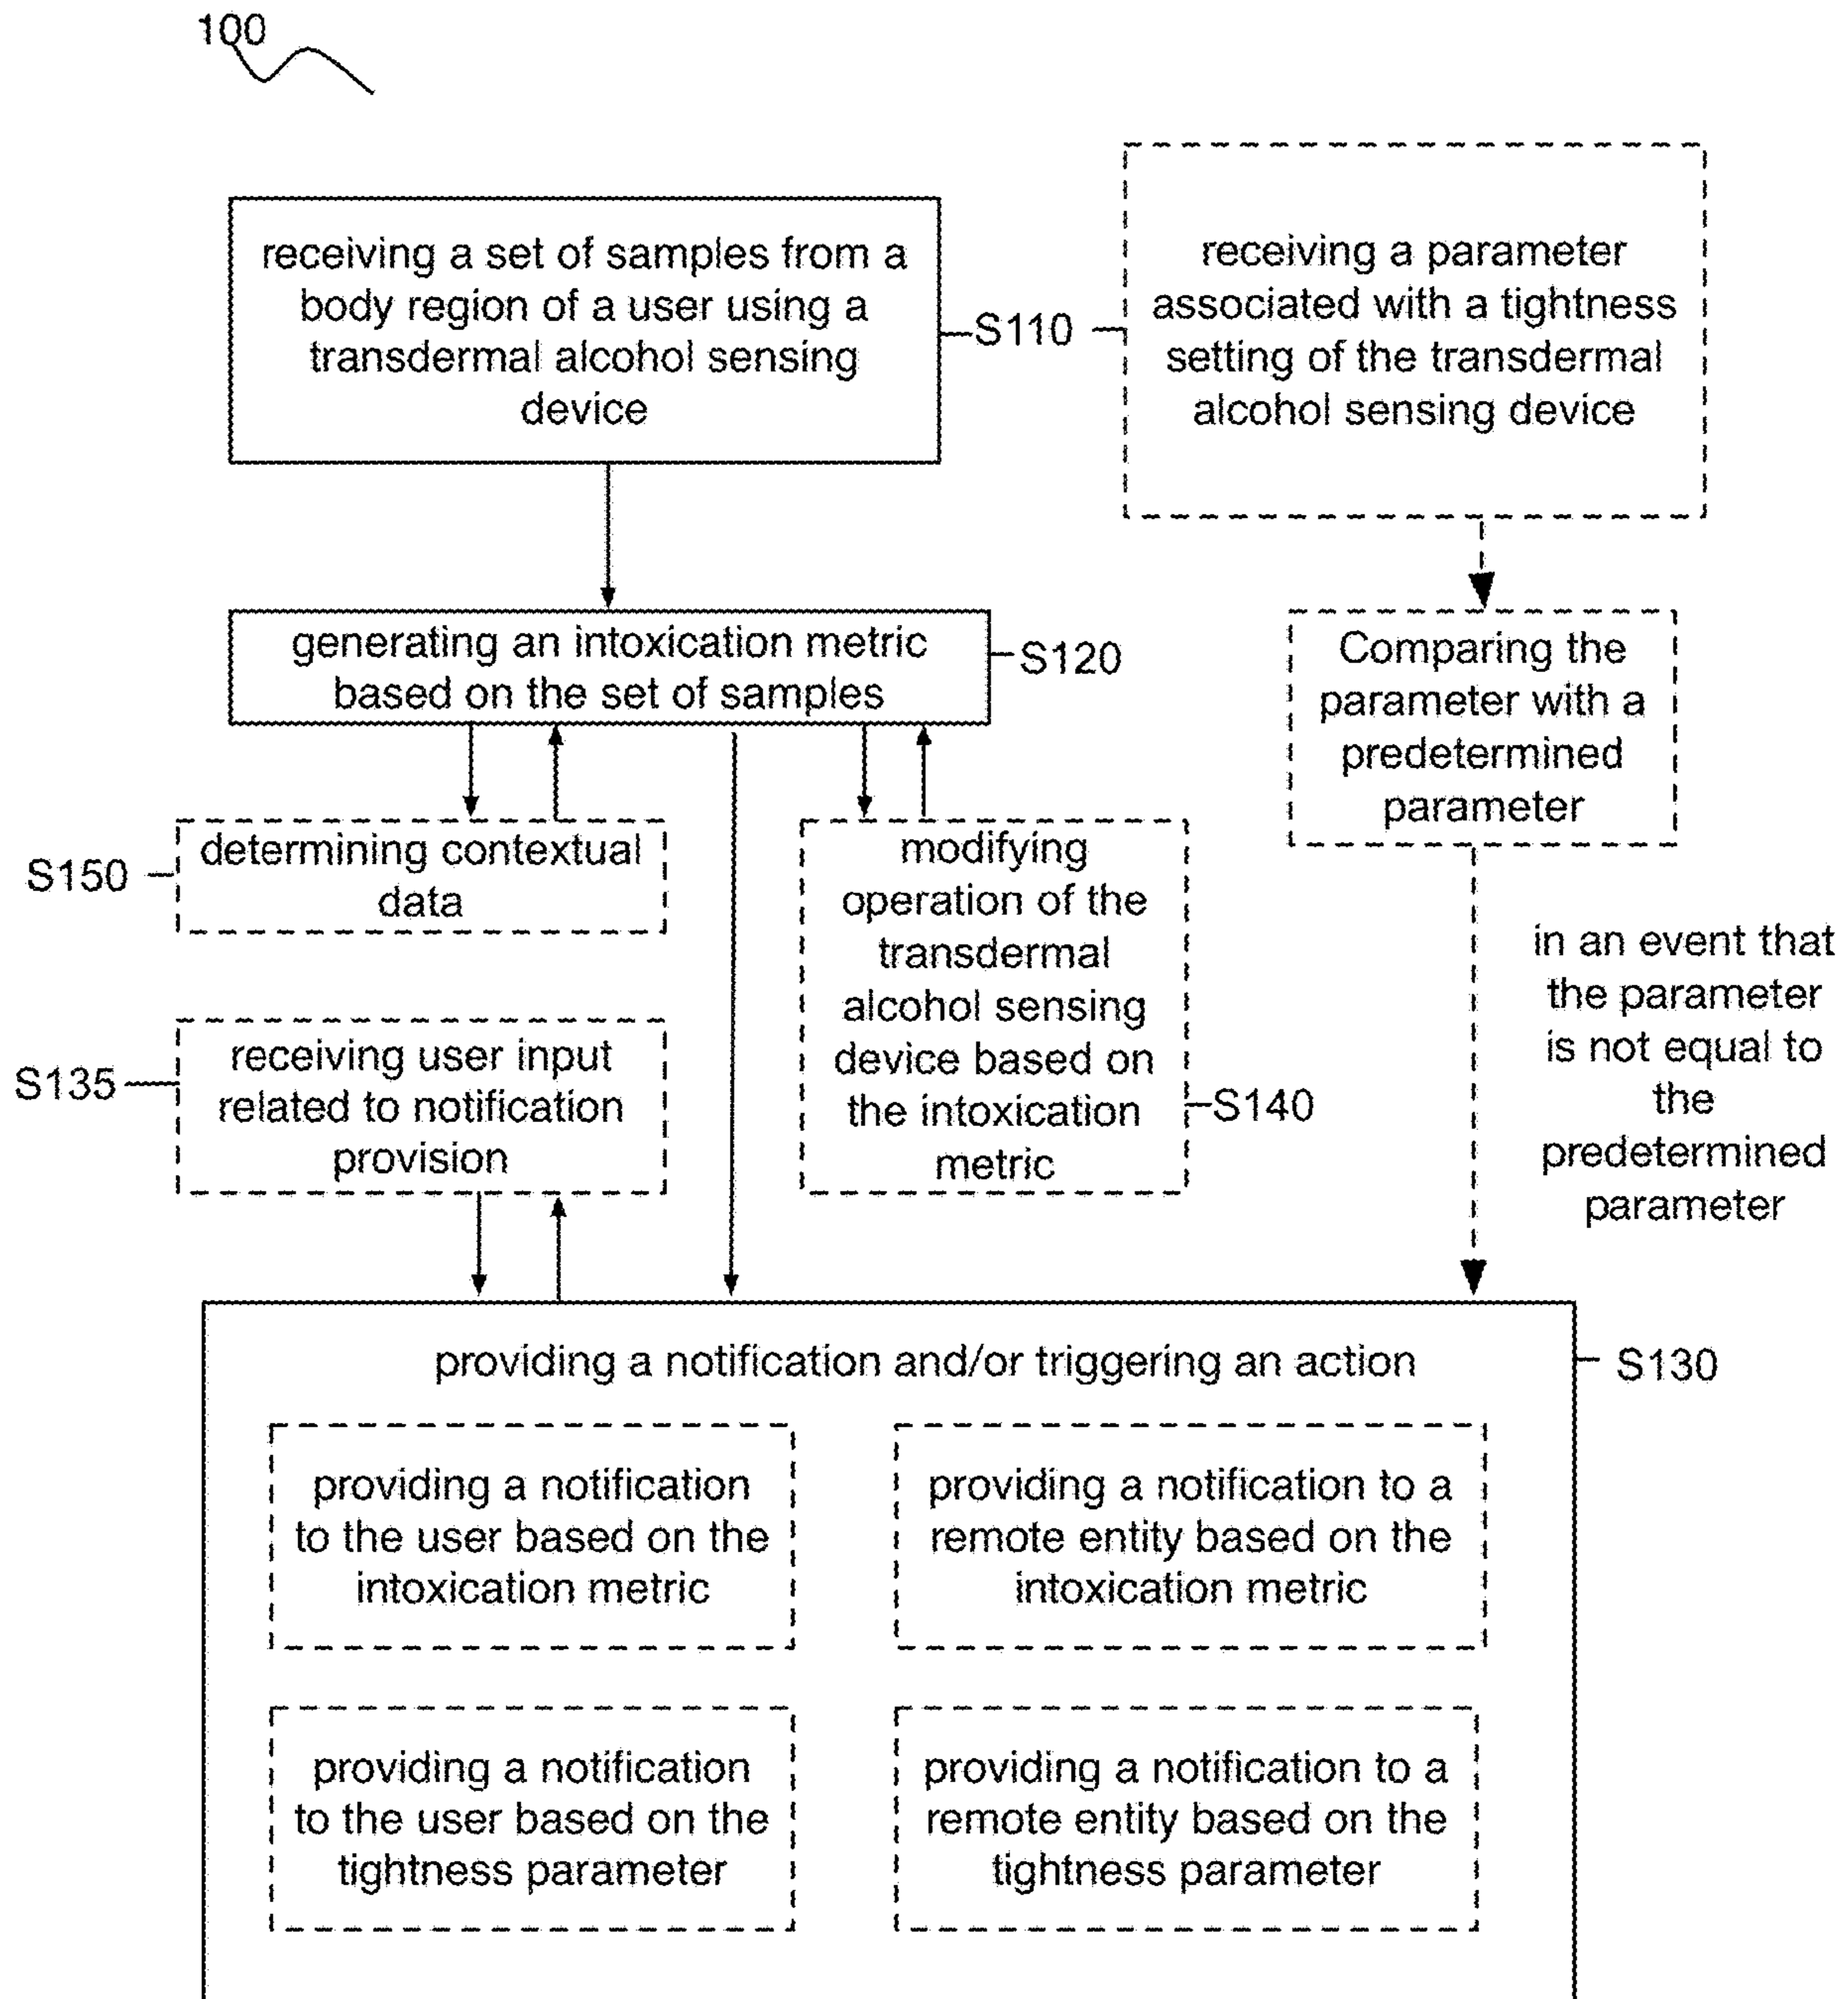 100
receiving a set of samples from a
body region of a user using a
transdermal alcohol sensing
device
S110
receiving a parameter
associated with a tightness
setting of the transdermal
alcohol sensing device
generating an intoxication metric
based on the set of samples
S120
Comparing the
parameter with a
predetermined
parameter
S150
determining contextual
data
modifying
operation of the
transdermal
alcohol sensing
device based on
the intoxication
metric
S140
in an event that
the parameter
is not equal to
the
predetermined
parameter
S135
receiving user input
related to notification
provision
providing a notification and/or triggering an action
S130
providing a notification
to the user based on the
intoxication metric
providing a notification to a
remote entity based on the
intoxication metric
providing a notification
to the user based on the
tightness parameter
providing a notification to a
remote entity based on the
tightness parameter